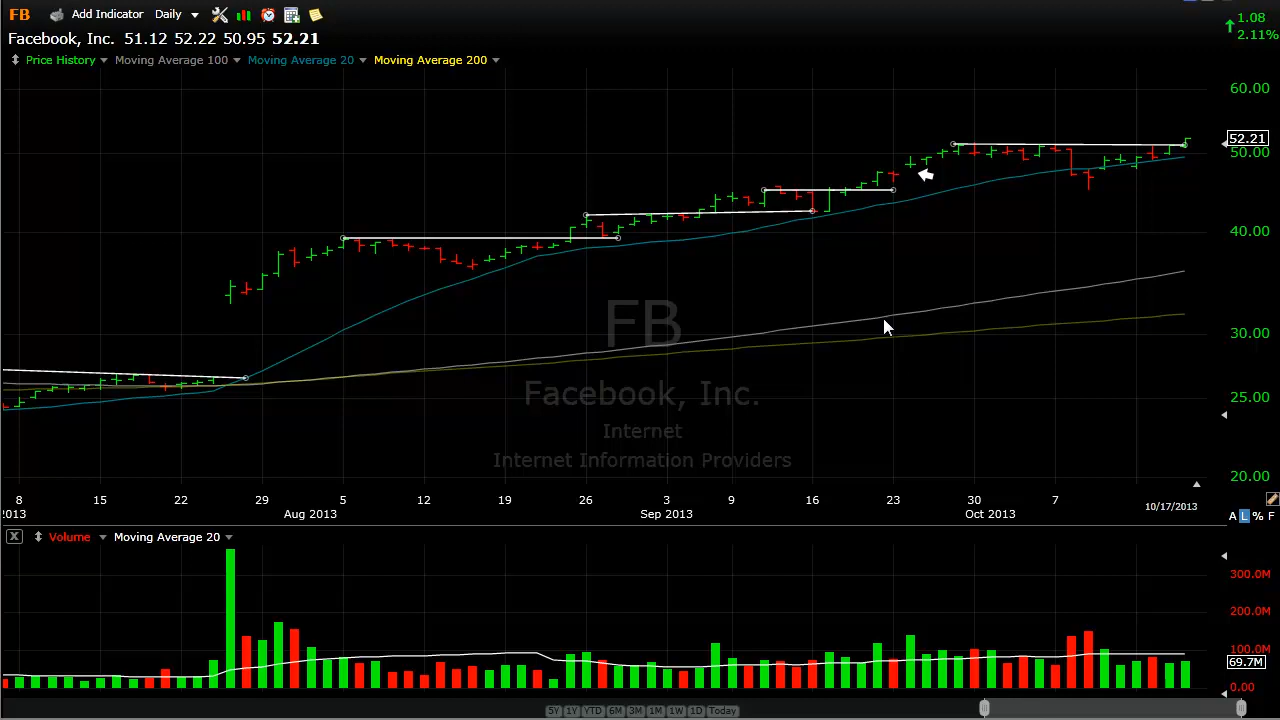 FB Add Indicator Daily
Facebook, Inc. 51.12 52.22 50.95 52.21
1.08
2.11%
Price History Moving Average 100 Moving Average 20 Moving Average 200
60.00
52.21
50.00
40.00
30.00
25.00
20.00
FB
Facebook, Inc.
Internet
Internet Information Providers
8 15 22 29 5 12 19 26 3 9 16 23 30 7
2013 Aug 2013 Sep 2013 Oct 2013 10/17/2013
A L % F
X Volume Moving Average 20
300.0M
200.0M
100.0M
69.7M
0.00
5Y 1Y YTD 6M 3M 1M 1W 1D Today